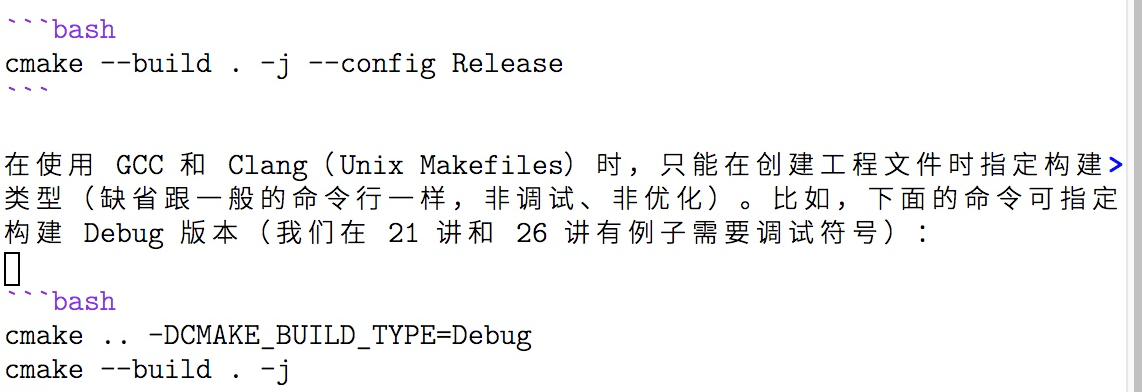 ```bash
cmake --build . -j --config Release
```
在使用 GCC 和 Clang（Unix Makefiles）时，只能在创建工程文件时指定构建>
类型（缺省跟一般的命令行一样，非调试、非优化）。比如，下面的命令可指定
构建 Debug 版本（我们在 21 讲和 26 讲有例子需要调试符号）：
```bash
cmake .. -DCMAKE_BUILD_TYPE=Debug
cmake --build . -j